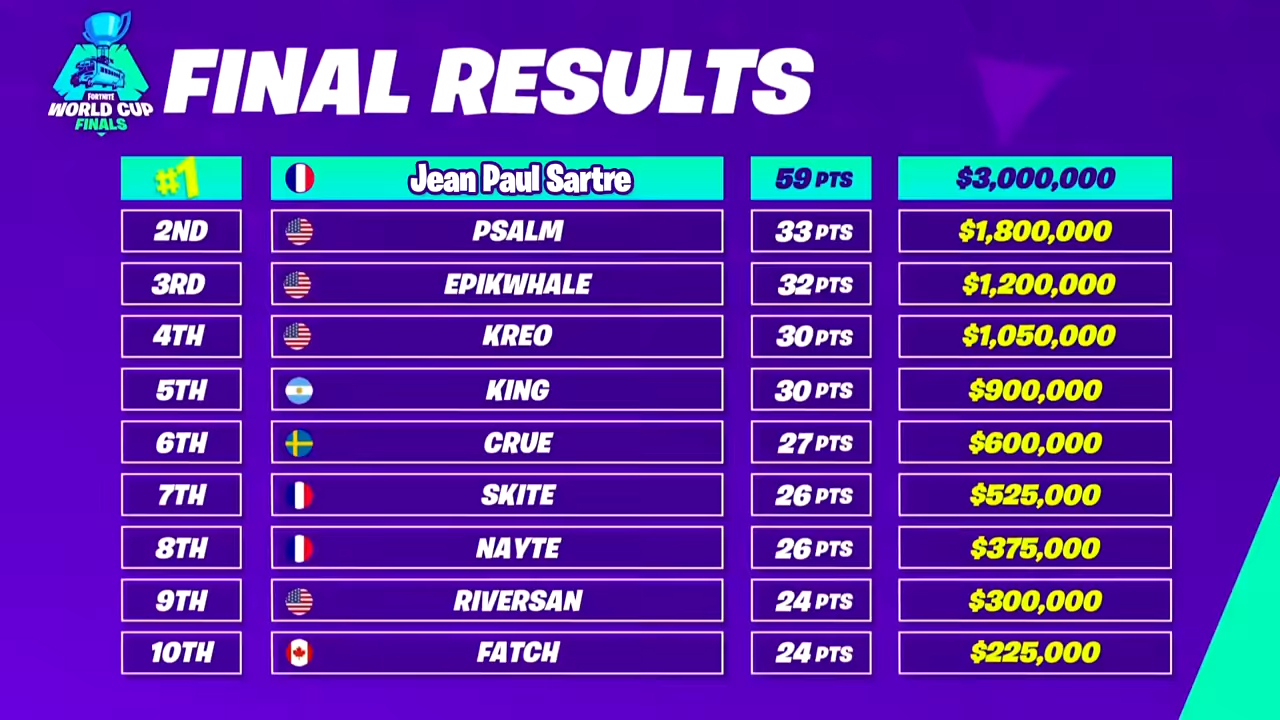 FORTNITE
WORLD CUP
FINALS
FINAL RESULTS
#1 Jean Paul Sartre 59 PTS $3,000,000
2ND PSALM 33 PTS $1,800,000
3RD EPIKWHALE 32 PTS $1,200,000
4TH KREO 30 PTS $1,050,000
5TH KING 30 PTS $900,000
6TH CRUE 27 PTS $600,000
7TH SKITE 26 PTS $525,000
8TH NAYTE 26 PTS $375,000
9TH RIVERSAN 24 PTS $300,000
10TH FATCH 24 PTS $225,000